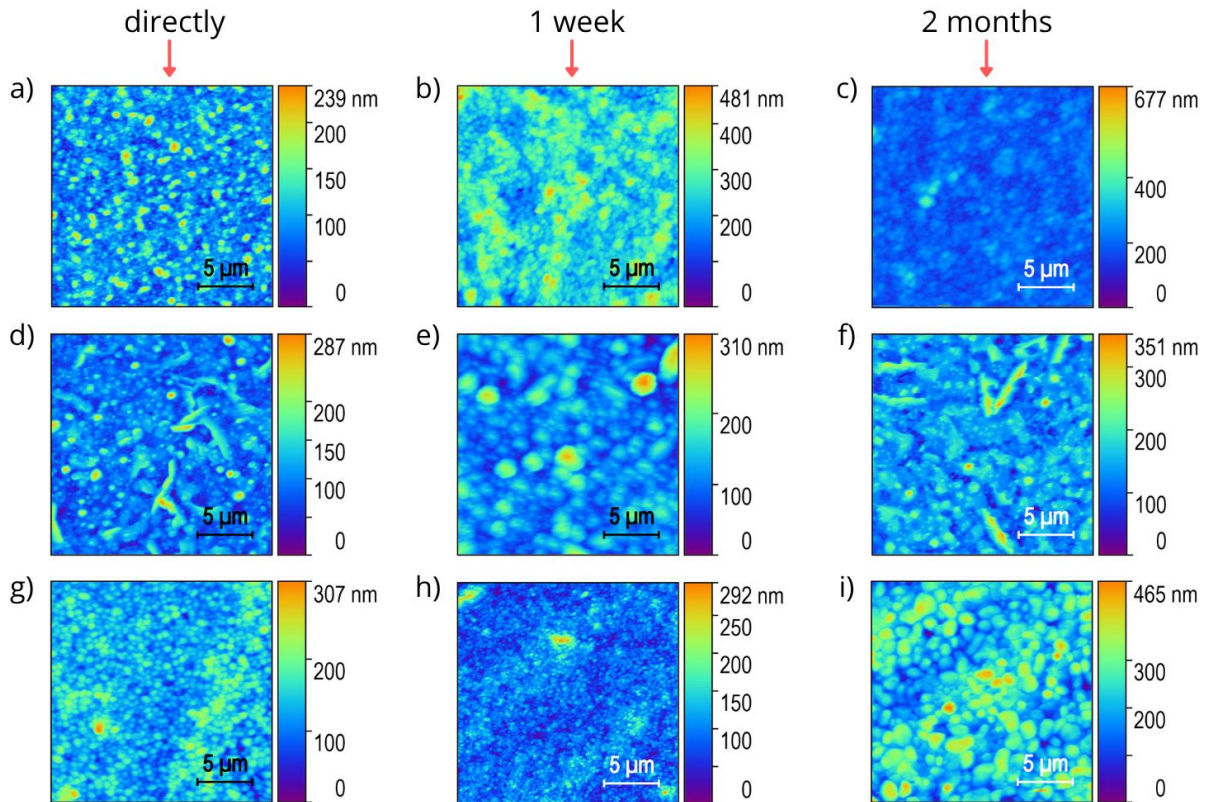 directly 1 week 2 months
a) 239 nm b) 481 nm c) 677 nm
200 400 400
150 300 200
100 200 0
0 0
5 µm 5 µm 5 µm
d) 287 nm e) 310 nm f) 351 nm
200 200 300
150 100 200
100 0 100
0 0
5 µm 5 µm 5 µm
g) 307 nm h) 292 nm i) 465 nm
200 250 300
100 200 200
0 150 0
100
0
5 µm 5 µm 5 µm